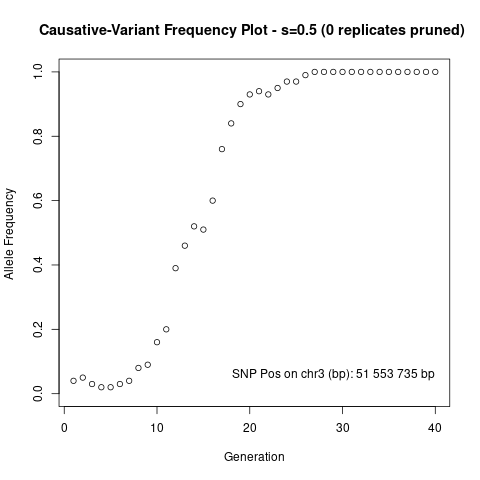 Causative-Variant Frequency Plot - s=0.5 (0 replicates pruned)
Allele Frequency
1.0
0.8
0.6
0.4
0.2
0.0
SNP Pos on chr3 (bp): 51 553 735 bp
0 10 20 30 40
Generation